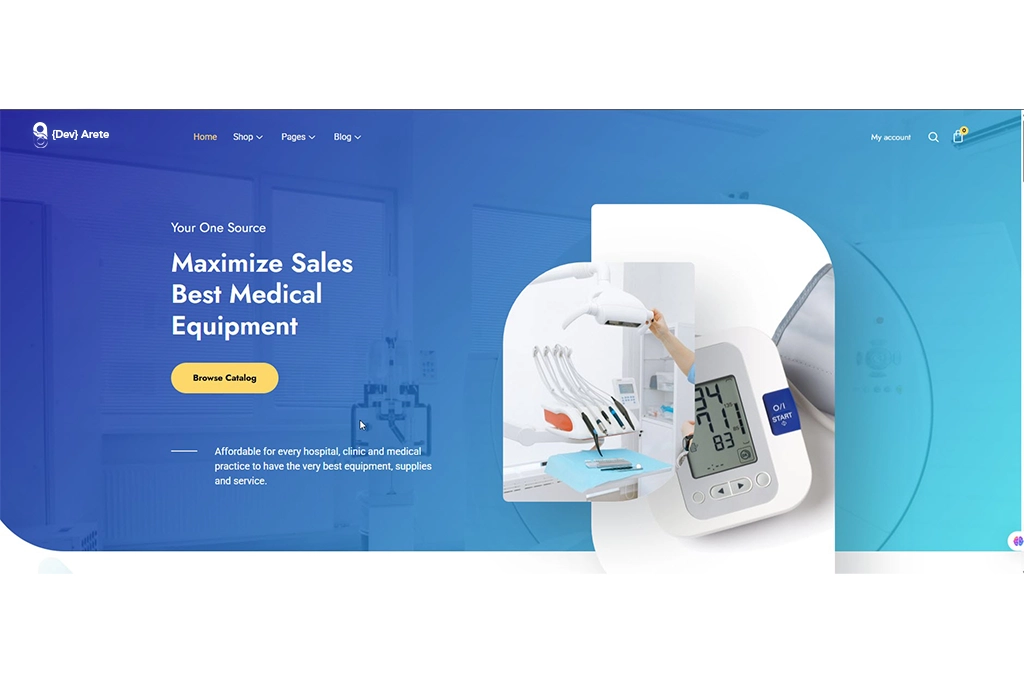 {Dev} Arete
Home
Shop
Pages
Blog
My account
0
Your One Source
Maximize Sales
Best Medical
Equipment
Browse Catalog
Affordable for every hospital, clinic and medical
practice to have the very best equipment, supplies
and service.
O/I
START
83